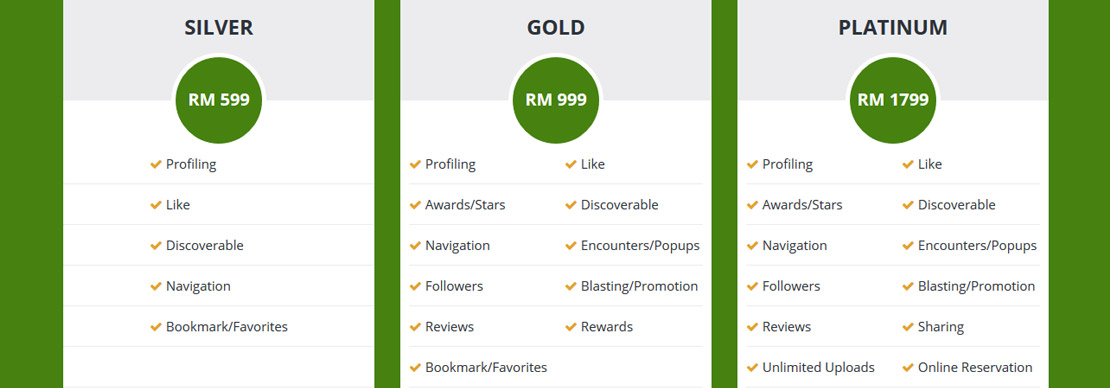 SILVER
RM 599
Profiling
Like
Discoverable
Navigation
Bookmark/Favorites
GOLD
RM 999
Profiling Like
Awards/Stars Discoverable
Navigation Encounters/Popups
Followers Blasting/Promotion
Reviews Rewards
Bookmark/Favorites
PLATINUM
RM 1799
Profiling Like
Awards/Stars Discoverable
Navigation Encounters/Popups
Followers Blasting/Promotion
Reviews Sharing
Unlimited Uploads Online Reservation